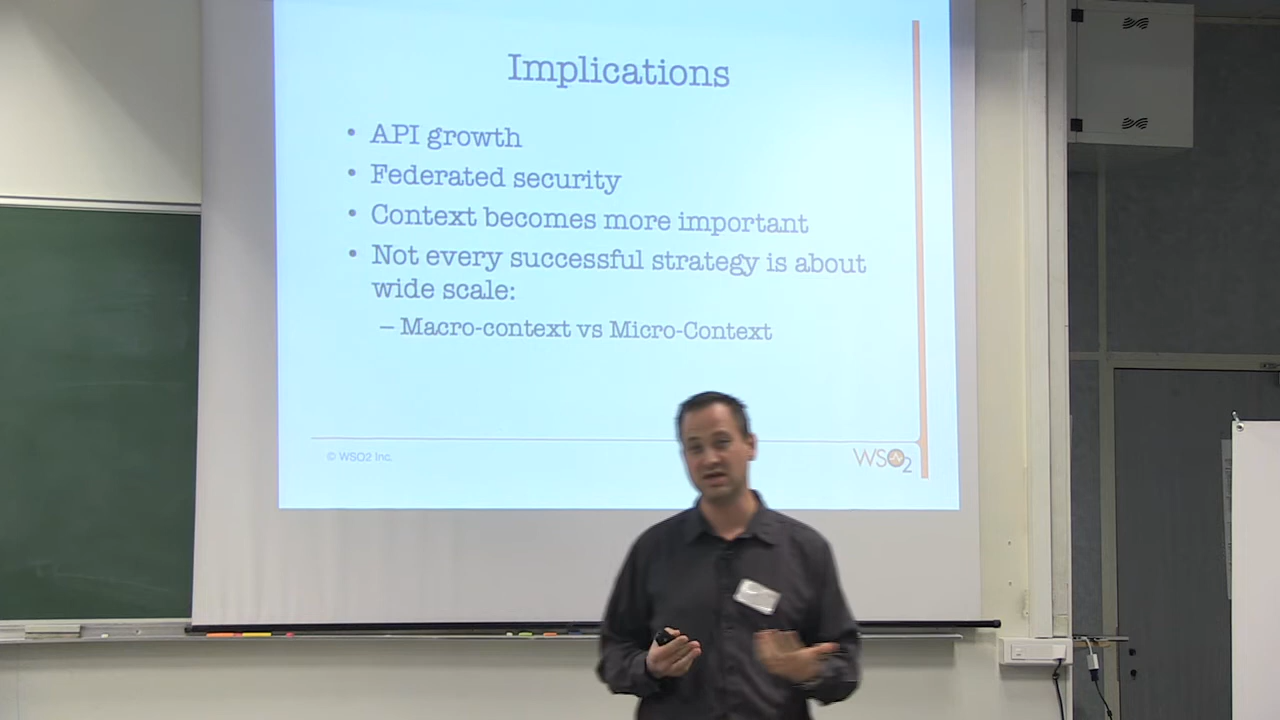 Implications
• API growth
• Federated security
• Context becomes more important
• Not every successful strategy is about
wide scale:
– Macro-context vs Micro-Context
© WSO2 Inc.
WSO2